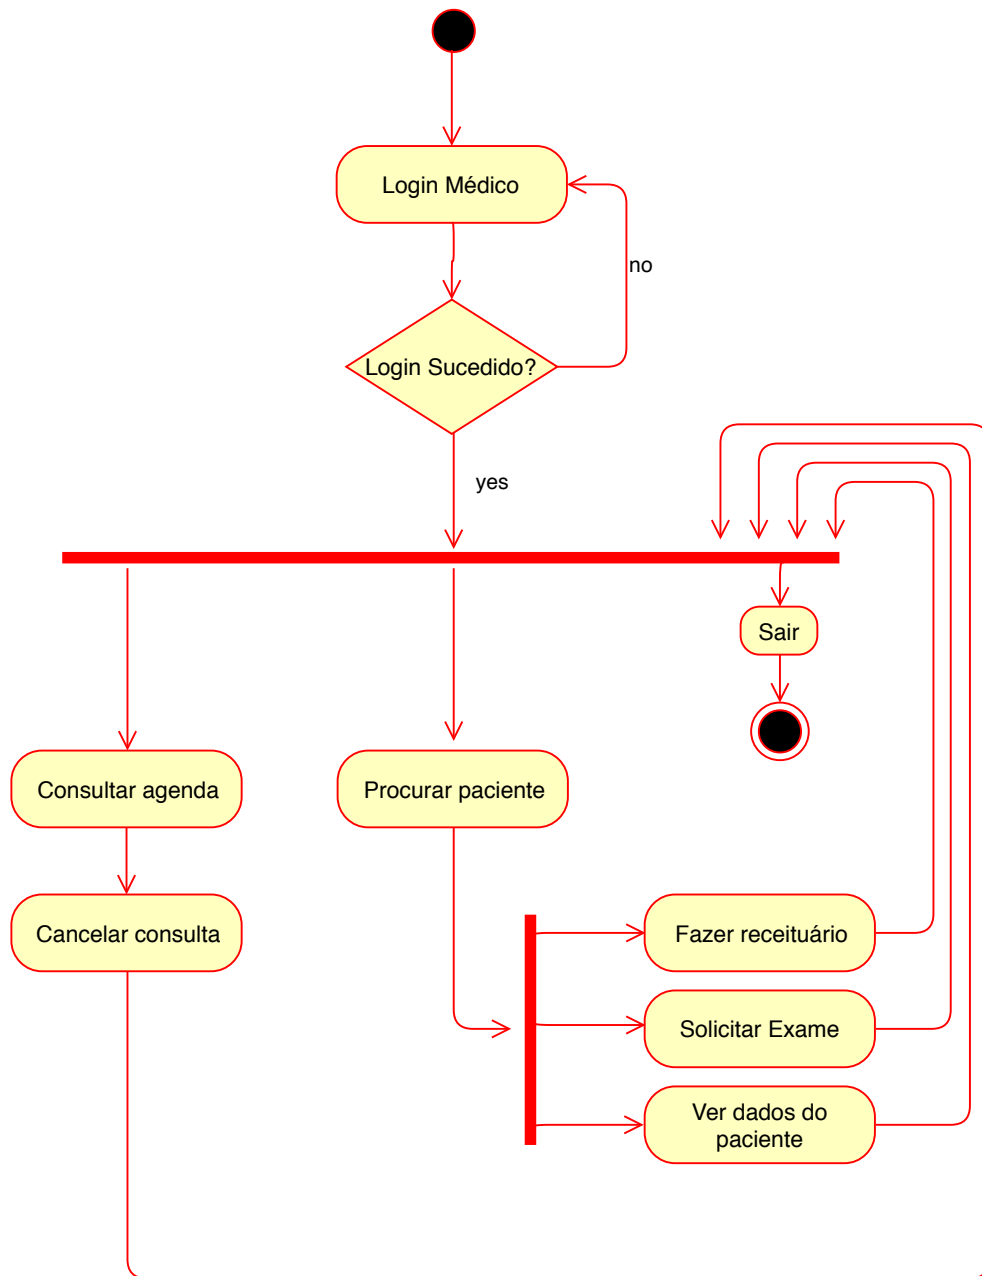 Login Médico
no
Login Sucedido?
yes
Sair
Consultar agenda
Procurar paciente
Cancelar consulta
Fazer receituário
Solicitar Exame
Ver dados do
paciente